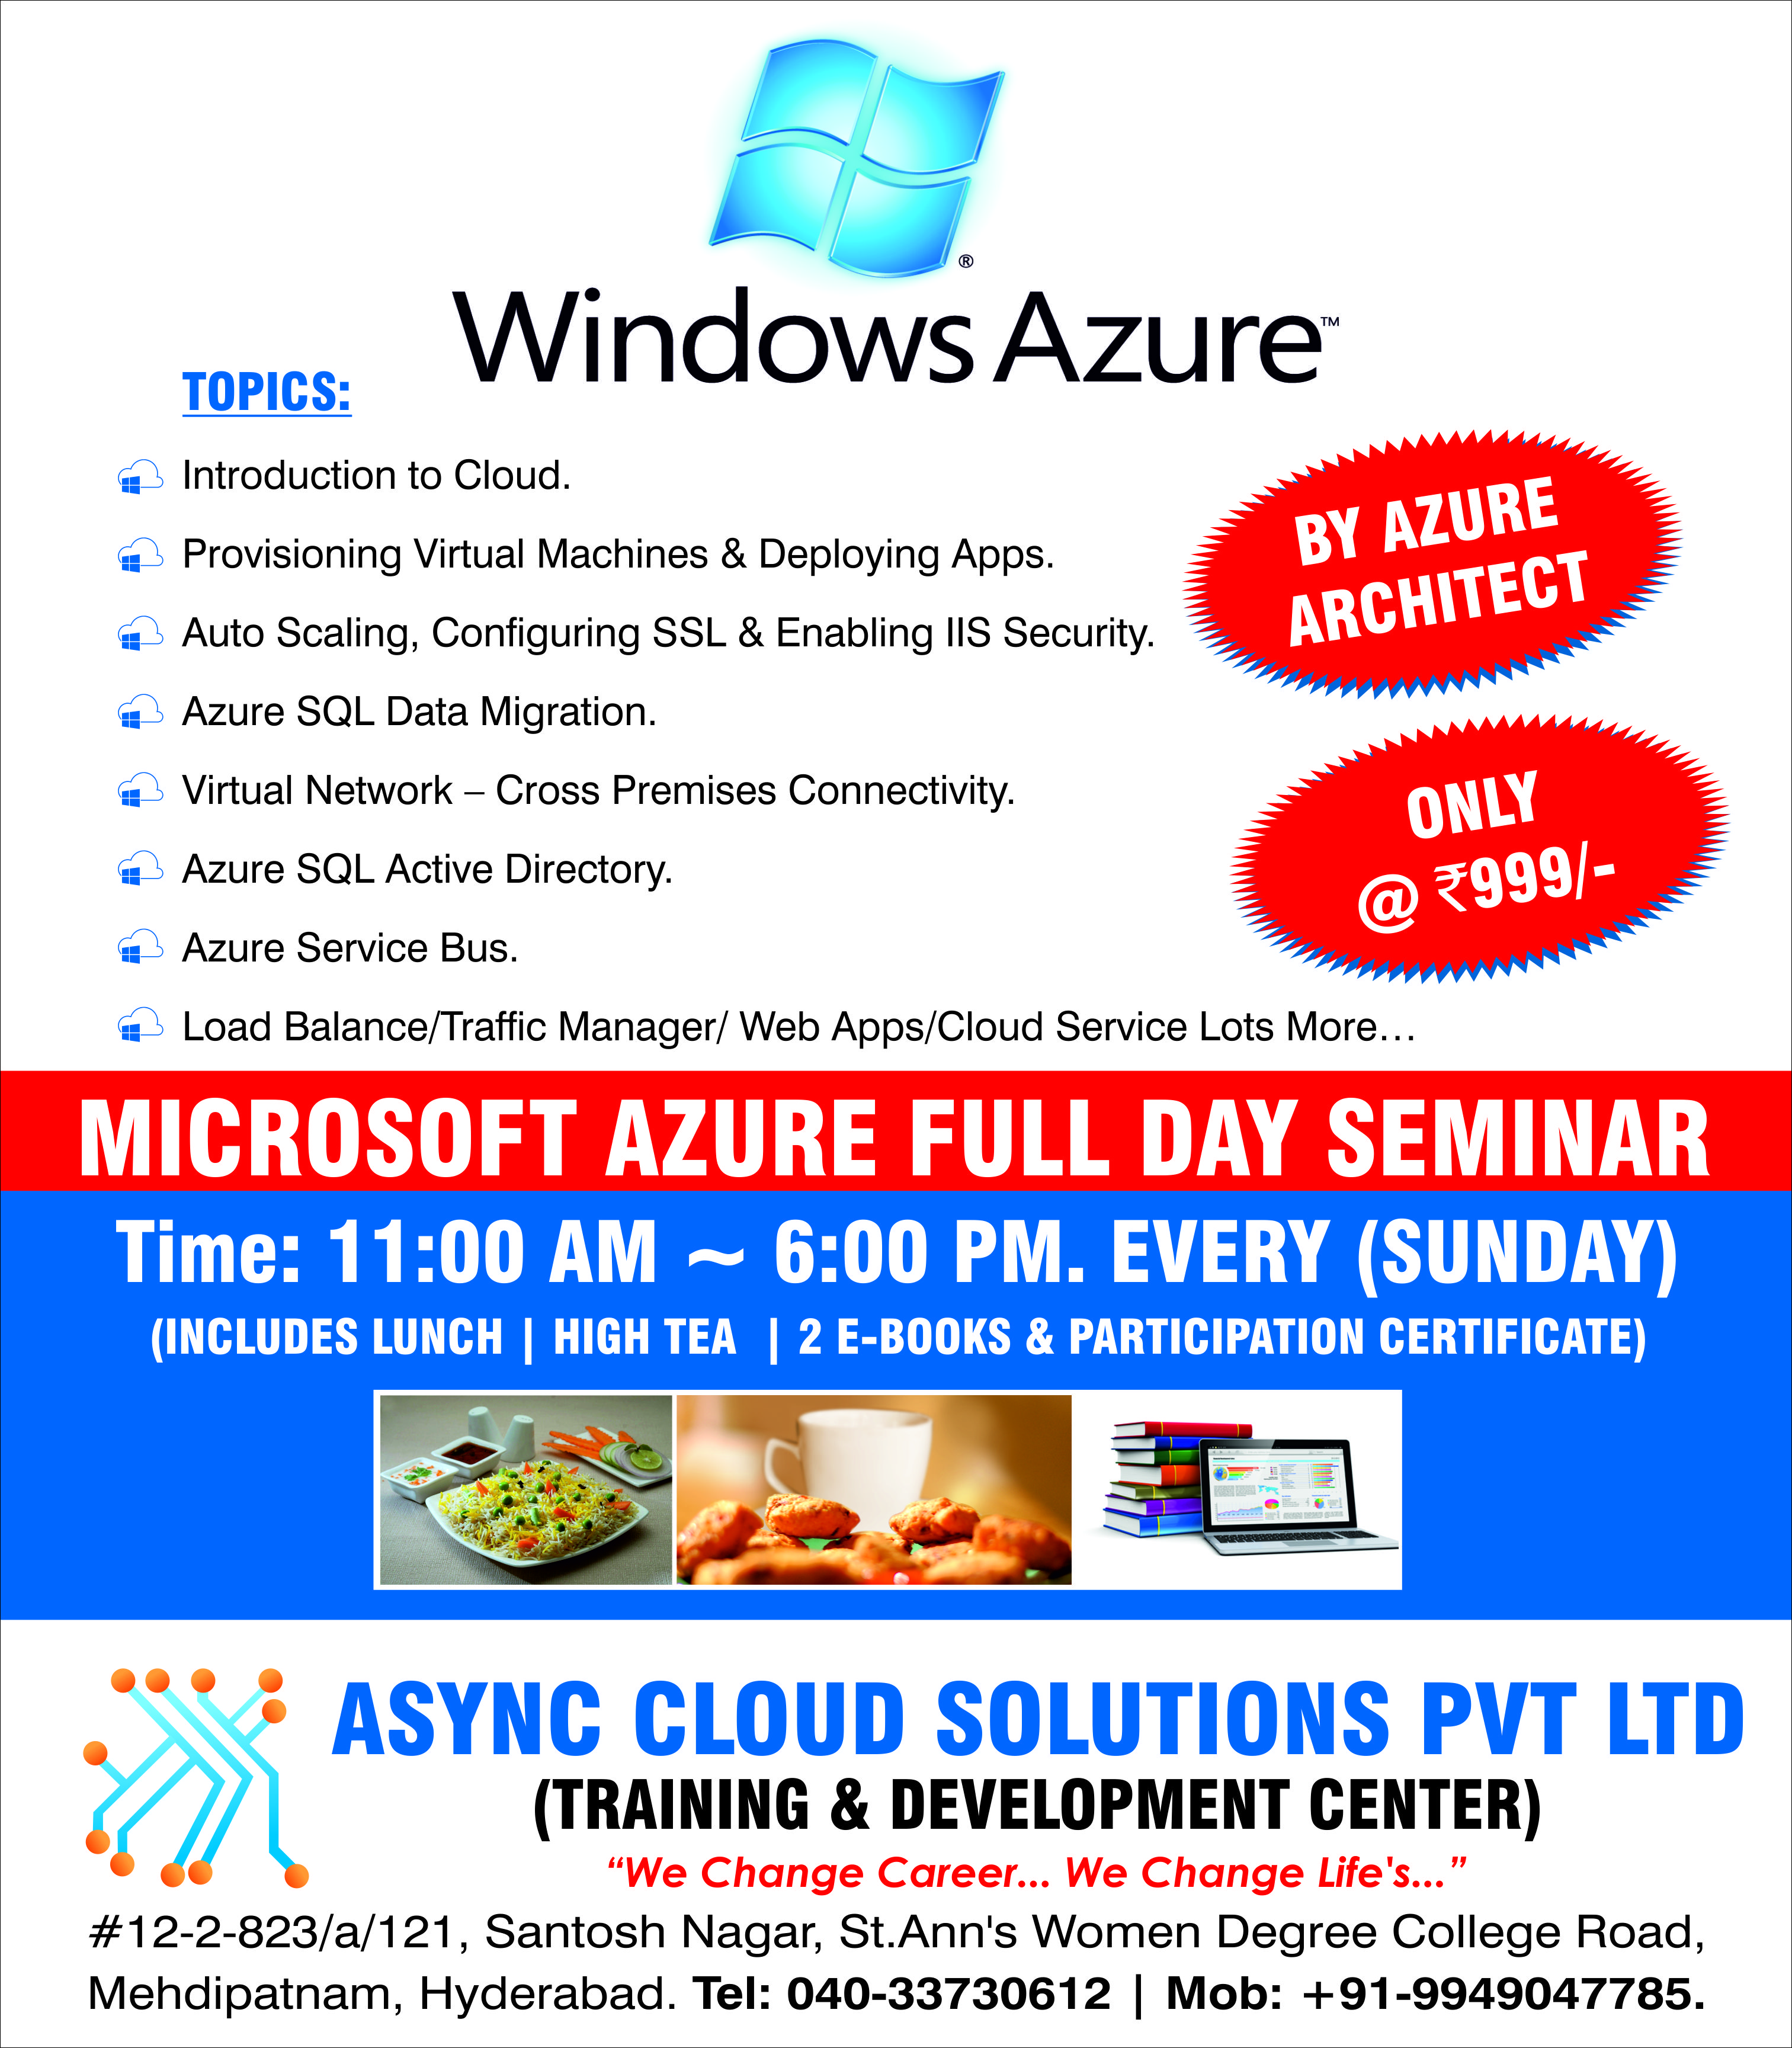 ®
Windows Azure™
TOPICS:
Introduction to Cloud.
Provisioning Virtual Machines & Deploying Apps.
Auto Scaling, Configuring SSL & Enabling IIS Security.
Azure SQL Data Migration.
Virtual Network – Cross Premises Connectivity.
Azure SQL Active Directory.
Azure Service Bus.
Load Balance/Traffic Manager/ Web Apps/Cloud Service Lots More...
BY AZURE
ARCHITECT
ONLY
@ ₹999/-
MICROSOFT AZURE FULL DAY SEMINAR
Time: 11:00 AM ~ 6:00 PM. EVERY (SUNDAY)
(INCLUDES LUNCH | HIGH TEA | 2 E-BOOKS & PARTICIPATION CERTIFICATE)
ASYNC CLOUD SOLUTIONS PVT LTD
(TRAINING & DEVELOPMENT CENTER)
“We Change Career... We Change Life's...”
#12-2-823/a/121, Santosh Nagar, St.Ann's Women Degree College Road,
Mehdipatnam, Hyderabad. Tel: 040-33730612 | Mob: +91-9949047785.